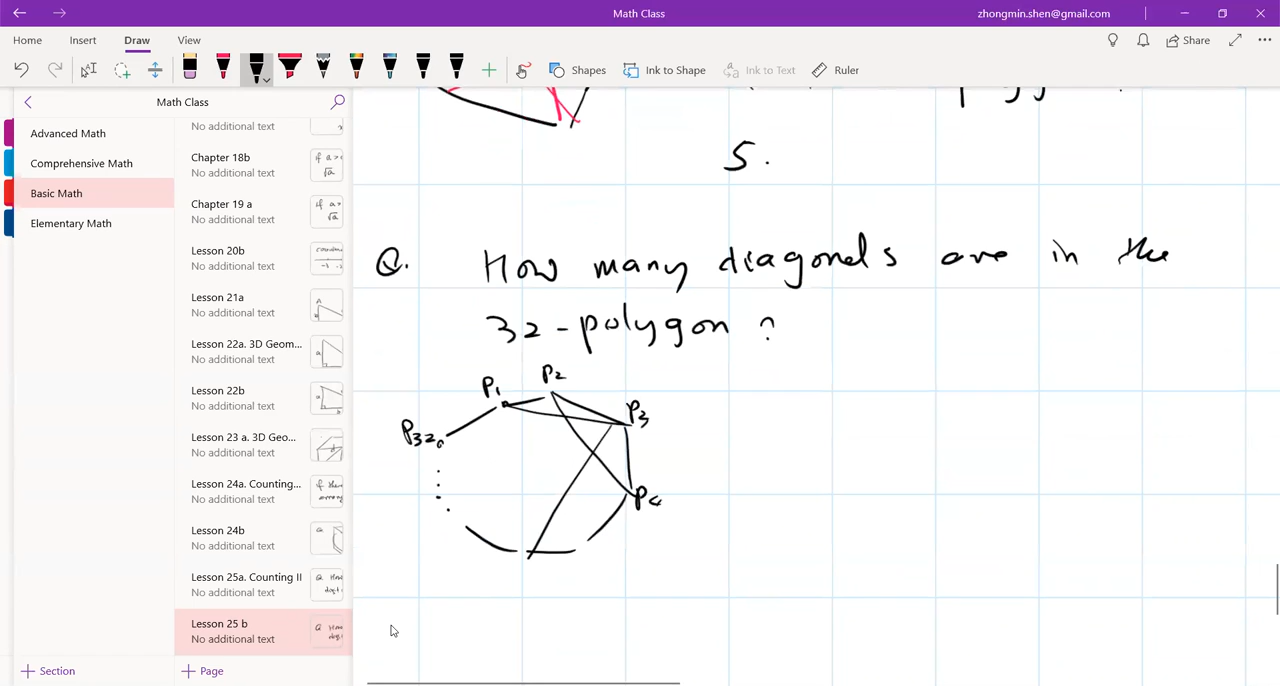 Math Class
zhongmin.shen@gmail.com
Home
Insert
Draw
View
Share
Shapes
Ink to Shape
Ink to Text
Ruler
Math Class
Advanced Math
Comprehensive Math
Basic Math
Elementary Math
No additional text
Chapter 18b
No additional text
Chapter 19 a
No additional text
Lesson 20b
No additional text
Lesson 21a
No additional text
Lesson 22a. 3D Geom...
No additional text
Lesson 22b
No additional text
Lesson 23 a. 3D Geo...
No additional text
Lesson 24a. Counting...
No additional text
Lesson 24b
No additional text
Lesson 25a. Counting II
No additional text
Lesson 25 b
No additional text
Section
Page
5.
Q. How many diagonals are in the
32-polygon ?
P1
P2
P3
P32
P4